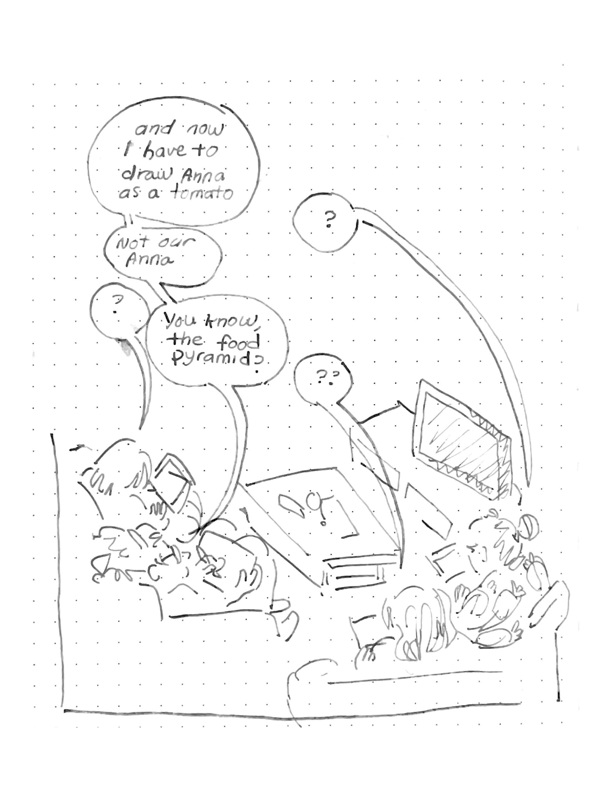 and now
I have to
draw Anna
as a tomato
Not our
Anna
?
You know,
the food
Pyramid?
?
??